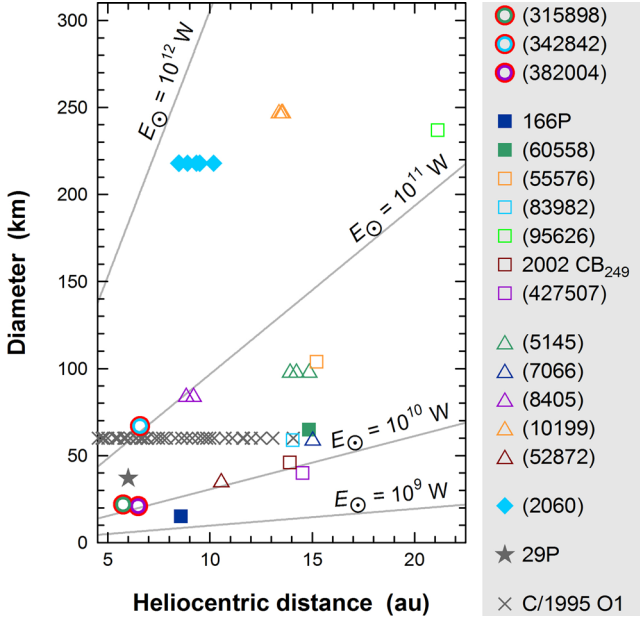 300
250
200
150
100
50
0
5
10
15
20
Diameter (km)
Heliocentric distance (au)
E☉ = 10¹² W
E☉ = 10¹¹ W
E☉ = 10¹⁰ W
E☉ = 10⁹ W
(315898)
(342842)
(382004)
166P
(60558)
(55576)
(83982)
(95626)
2002 CB₂₄₉
(427507)
(5145)
(7066)
(8405)
(10199)
(52872)
(2060)
29P
C/1995 O1